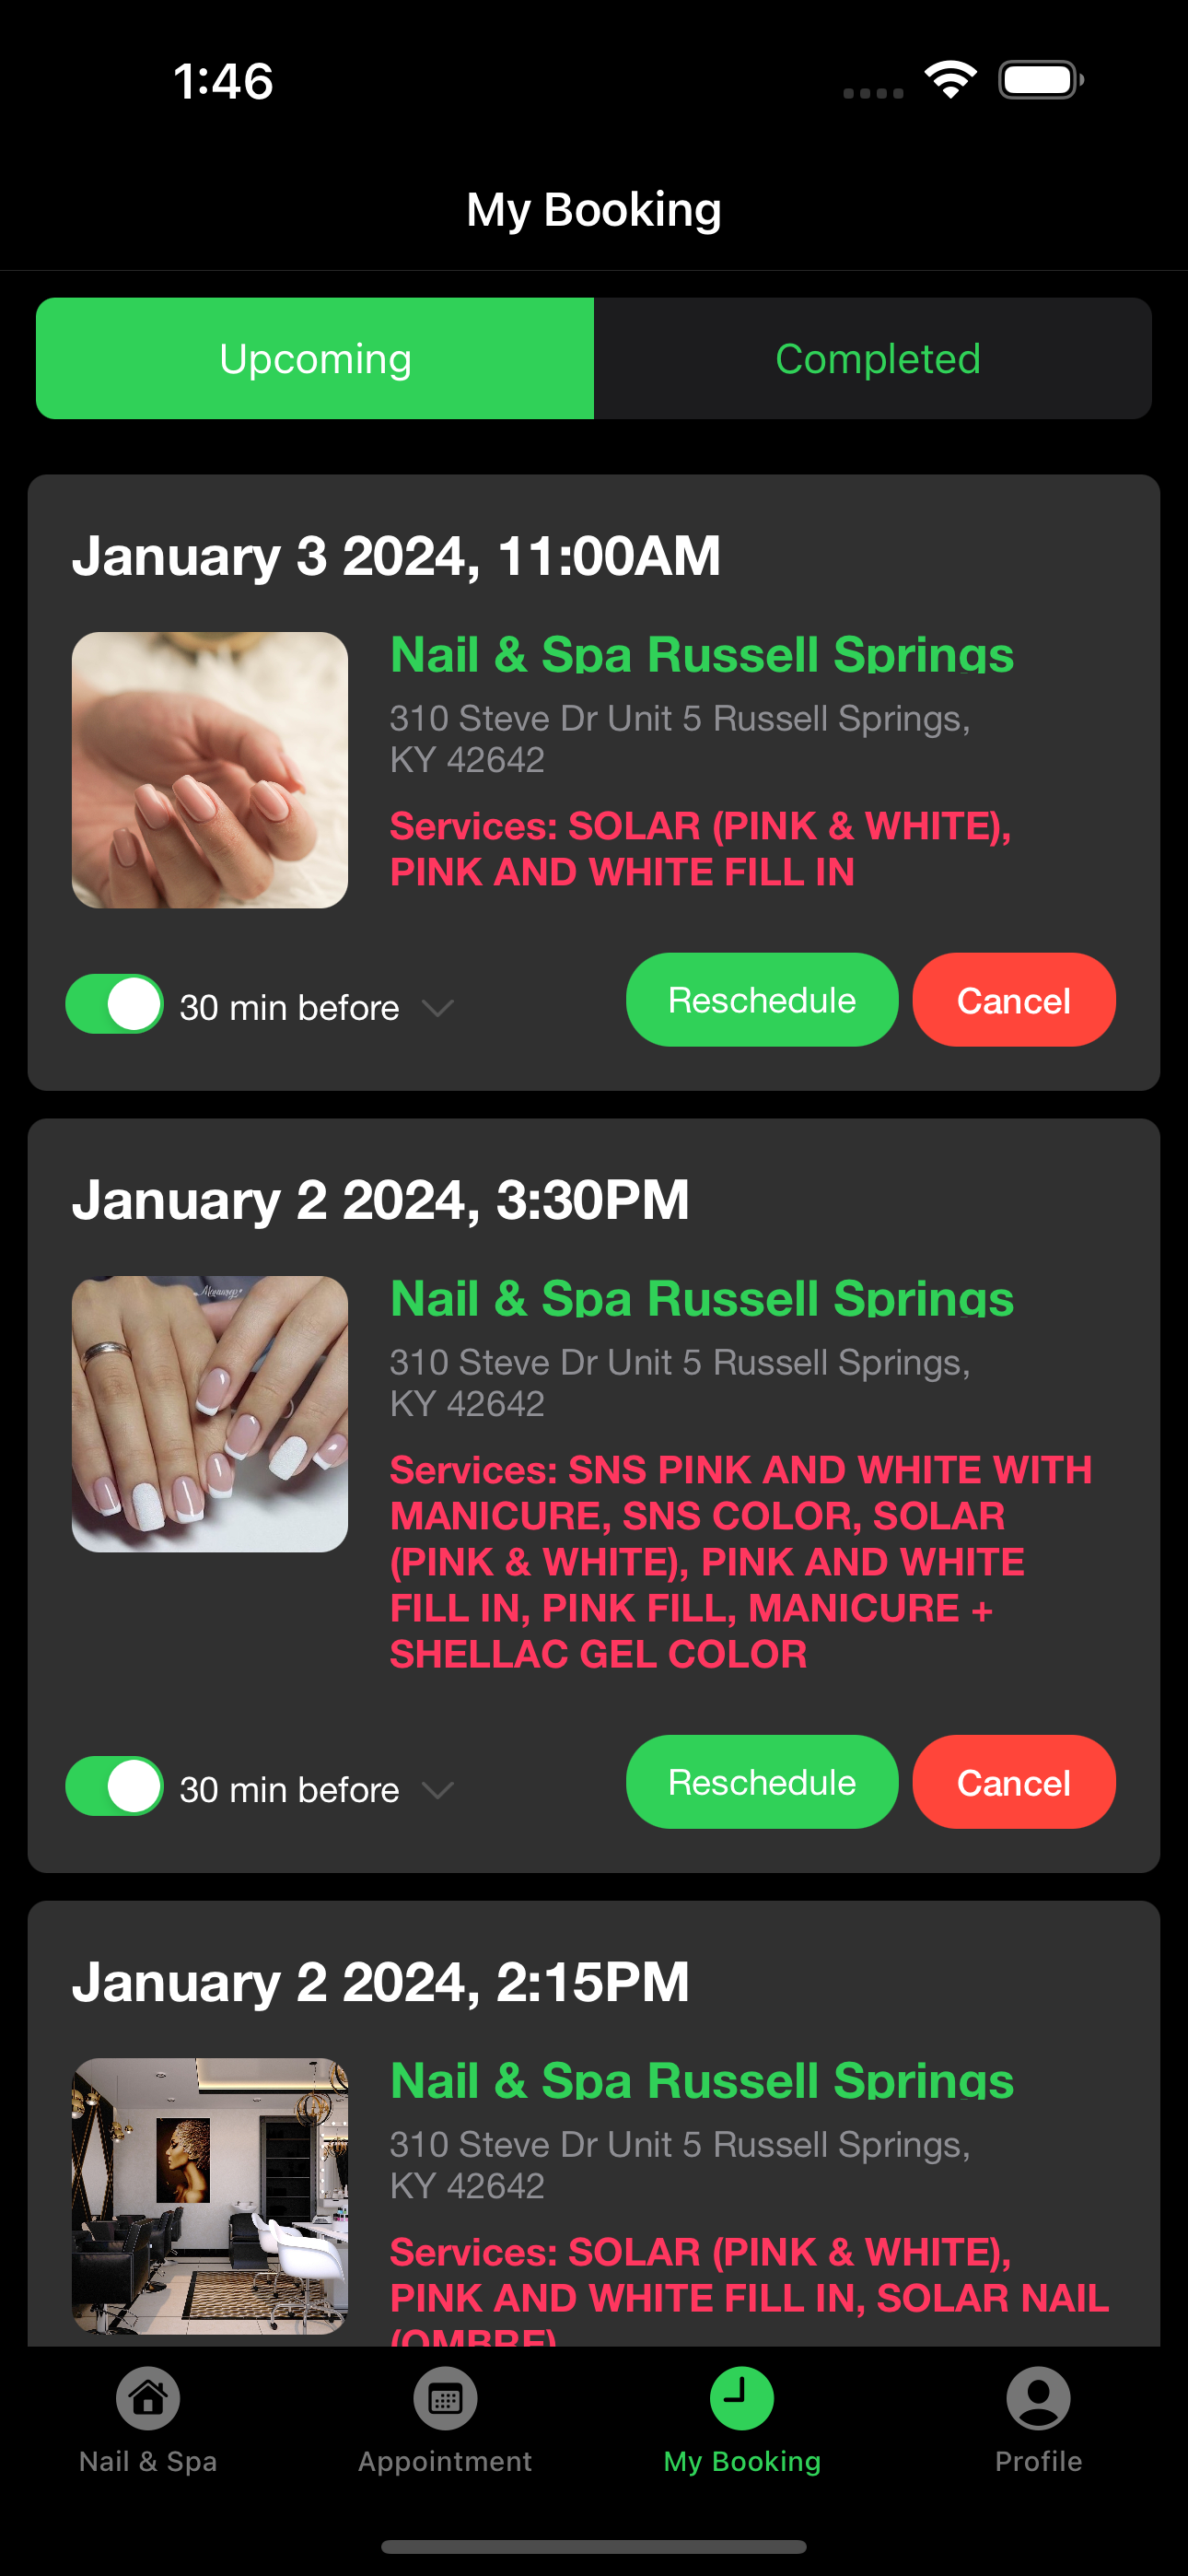 1:46
My Booking
Upcoming
Completed
January 3 2024, 11:00AM
Nail & Spa Russell Springs
310 Steve Dr Unit 5 Russell Springs,
KY 42642
Services: SOLAR (PINK & WHITE),
PINK AND WHITE FILL IN
30 min before
Reschedule
Cancel
January 2 2024, 3:30PM
Nail & Spa Russell Springs
310 Steve Dr Unit 5 Russell Springs,
KY 42642
Services: SNS PINK AND WHITE WITH
MANICURE, SNS COLOR, SOLAR
(PINK & WHITE), PINK AND WHITE
FILL IN, PINK FILL, MANICURE +
SHELLAC GEL COLOR
30 min before
Reschedule
Cancel
January 2 2024, 2:15PM
Nail & Spa Russell Springs
310 Steve Dr Unit 5 Russell Springs,
KY 42642
Services: SOLAR (PINK & WHITE),
PINK AND WHITE FILL IN, SOLAR NAIL
(OMBRE)
Nail & Spa
Appointment
My Booking
Profile